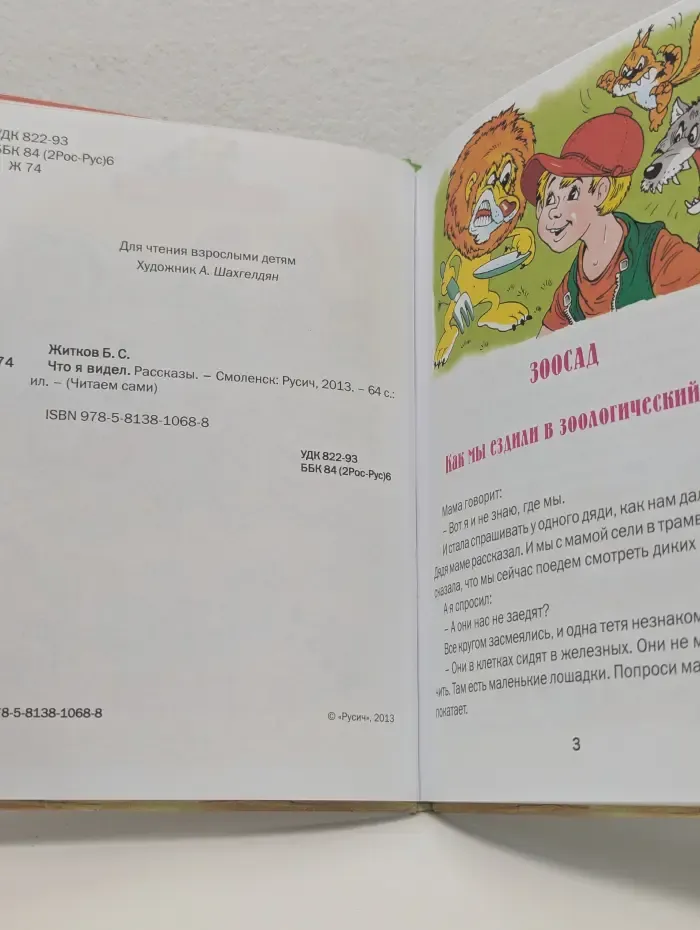 УДК 822-93
ББК 84 (2Рос-Рус)6
Ж 74
Для чтения взрослыми детям
Художник А. Шахгелдян
Житков Б. С.
74
Что я видел. Рассказы. – Смоленск: Русич, 2013. – 64 с.:
ил. – (Читаем сами)
ISBN 978-5-8138-1068-8
УДК 822-93
ББК 84 (2Рос-Рус)6
78-5-8138-1068-8
© «Русич», 2013
ЗООСАД
Как мы ездили в зоологический
Мама говорит:
– Вот я и не знаю, где мы.
И стала спрашивать у одного дяди, как нам
Дядя маме рассказал. И мы с мамой сели в
сказала, что мы сейчас поедем смотреть диких
А я спросил:
– А они нас не заедят?
Все кругом засмеялись, и одна тетя
– Они в клетках сидят в железных. Они не
чить. Там есть маленькие лошадки. Попроси
покатает.
3